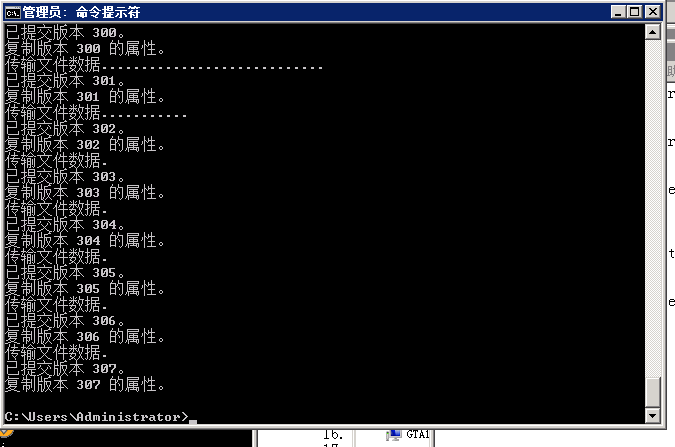 管理员: 命令提示符
已提交版本 300。
复制版本 300 的属性。
传输文件数据............................
已提交版本 301。
复制版本 301 的属性。
传输文件数据...........
已提交版本 302。
复制版本 302 的属性。
传输文件数据.
已提交版本 303。
复制版本 303 的属性。
传输文件数据.
已提交版本 304。
复制版本 304 的属性。
传输文件数据.
已提交版本 305。
复制版本 305 的属性。
传输文件数据.
已提交版本 306。
复制版本 306 的属性。
传输文件数据.
已提交版本 307。
复制版本 307 的属性。
C:\Users\Administrator>
16.
GTA1
r
r
e
t
e